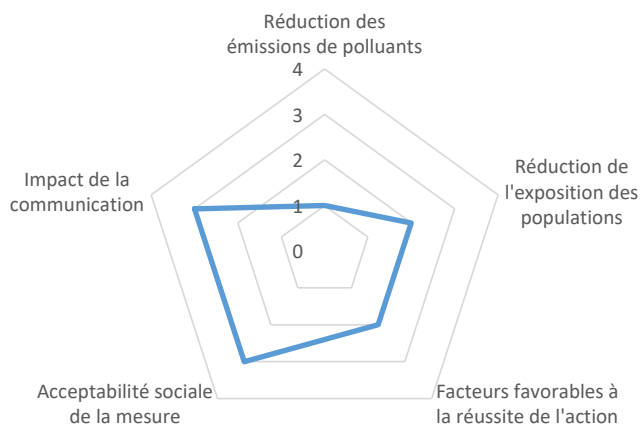 Réduction des
émissions de polluants
4
3
2
1
0
Réduction de
l'exposition des
populations
Facteurs favorables à
la réussite de l'action
Acceptabilité sociale
de la mesure
Impact de la
communication